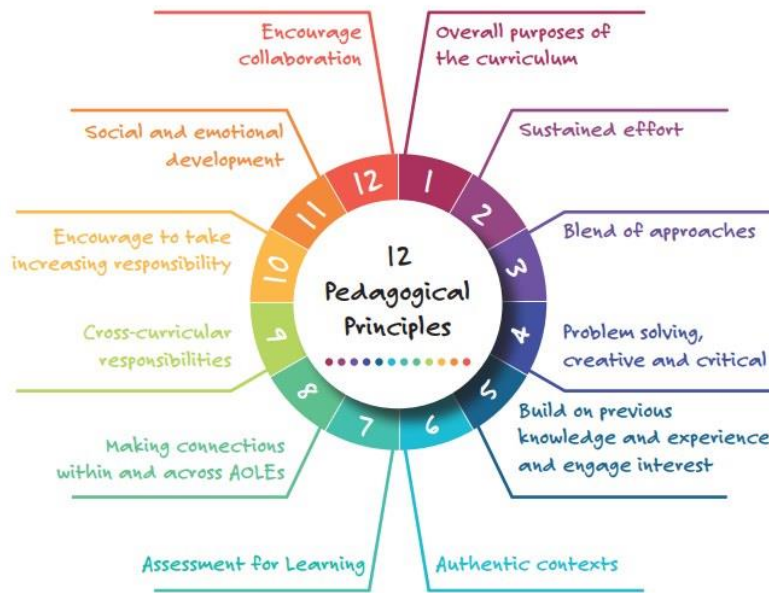 Encourage
collaboration
Overall purposes of
the curriculum
Social and emotional
development
Sustained effort
Encourage to take
increasing responsibility
Blend of approaches
Cross-curricular
responsibilities
Problem solving,
creative and critical
Making connections
within and across AOLEs
Build on previous
knowledge and experience
and engage interest
Assessment for Learning
Authentic contexts
12
Pedagogical
Principles
1
2
3
4
5
6
7
8
9
10
11
12